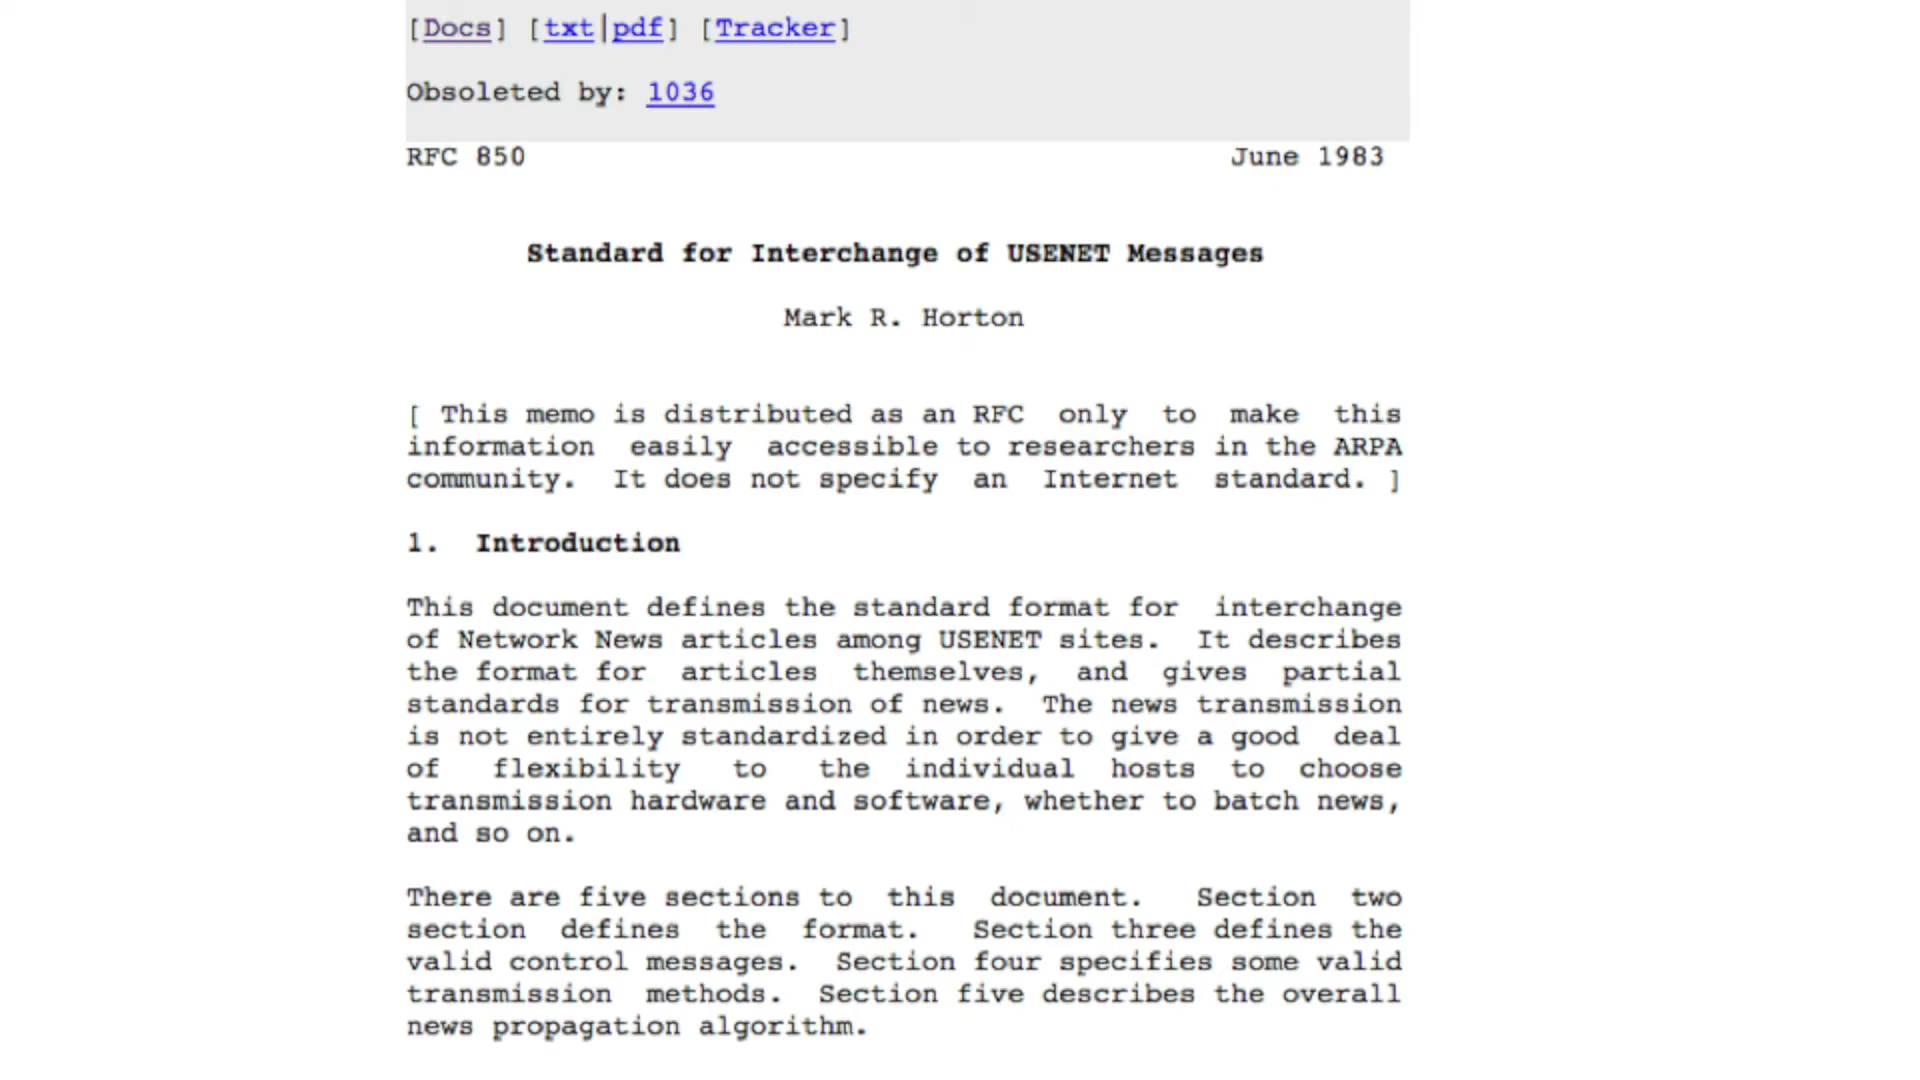 [Docs] [txt|pdf] [Tracker]
Obsoleted by: 1036
RFC 850 June 1983
Standard for Interchange of USENET Messages
Mark R. Horton
[ This memo is distributed as an RFC only to make this
information easily accessible to researchers in the ARPA
community. It does not specify an Internet standard. ]
1. Introduction
This document defines the standard format for interchange
of Network News articles among USENET sites. It describes
the format for articles themselves, and gives partial
standards for transmission of news. The news transmission
is not entirely standardized in order to give a good deal
of flexibility to the individual hosts to choose
transmission hardware and software, whether to batch news,
and so on.
There are five sections to this document. Section two
section defines the format. Section three defines the
valid control messages. Section four specifies some valid
transmission methods. Section five describes the overall
news propagation algorithm.